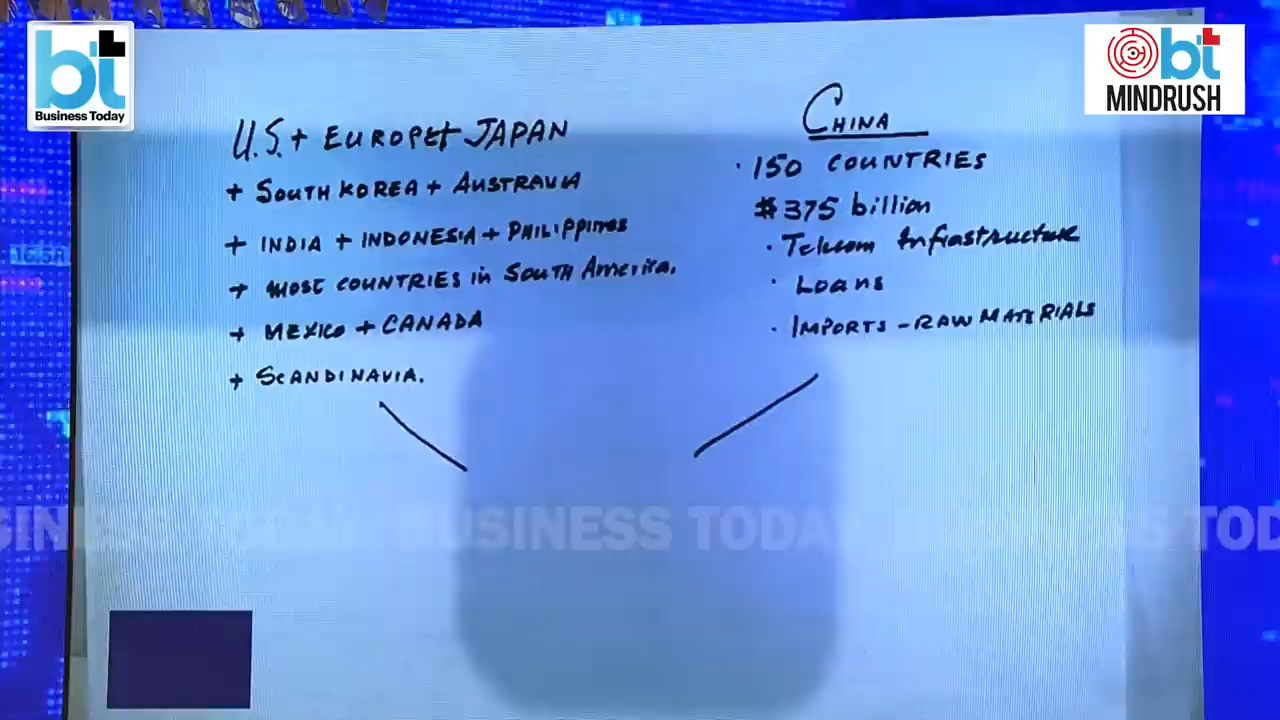 bt
Business Today
bt
MINDRUSH
U.S. + EUROPE + JAPAN
+ SOUTH KOREA + AUSTRALIA
+ INDIA + INDONESIA + PHILIPPINES
+ MOST COUNTRIES in SOUTH America.
+ MEXICO + CANADA
+ SCANDINAVIA.
CHINA
· 150 COUNTRIES
$375 billion
· Telecom Infrastructure
· Loans
· IMPORTS - RAW MATERIALS
BUSINESS TODAY